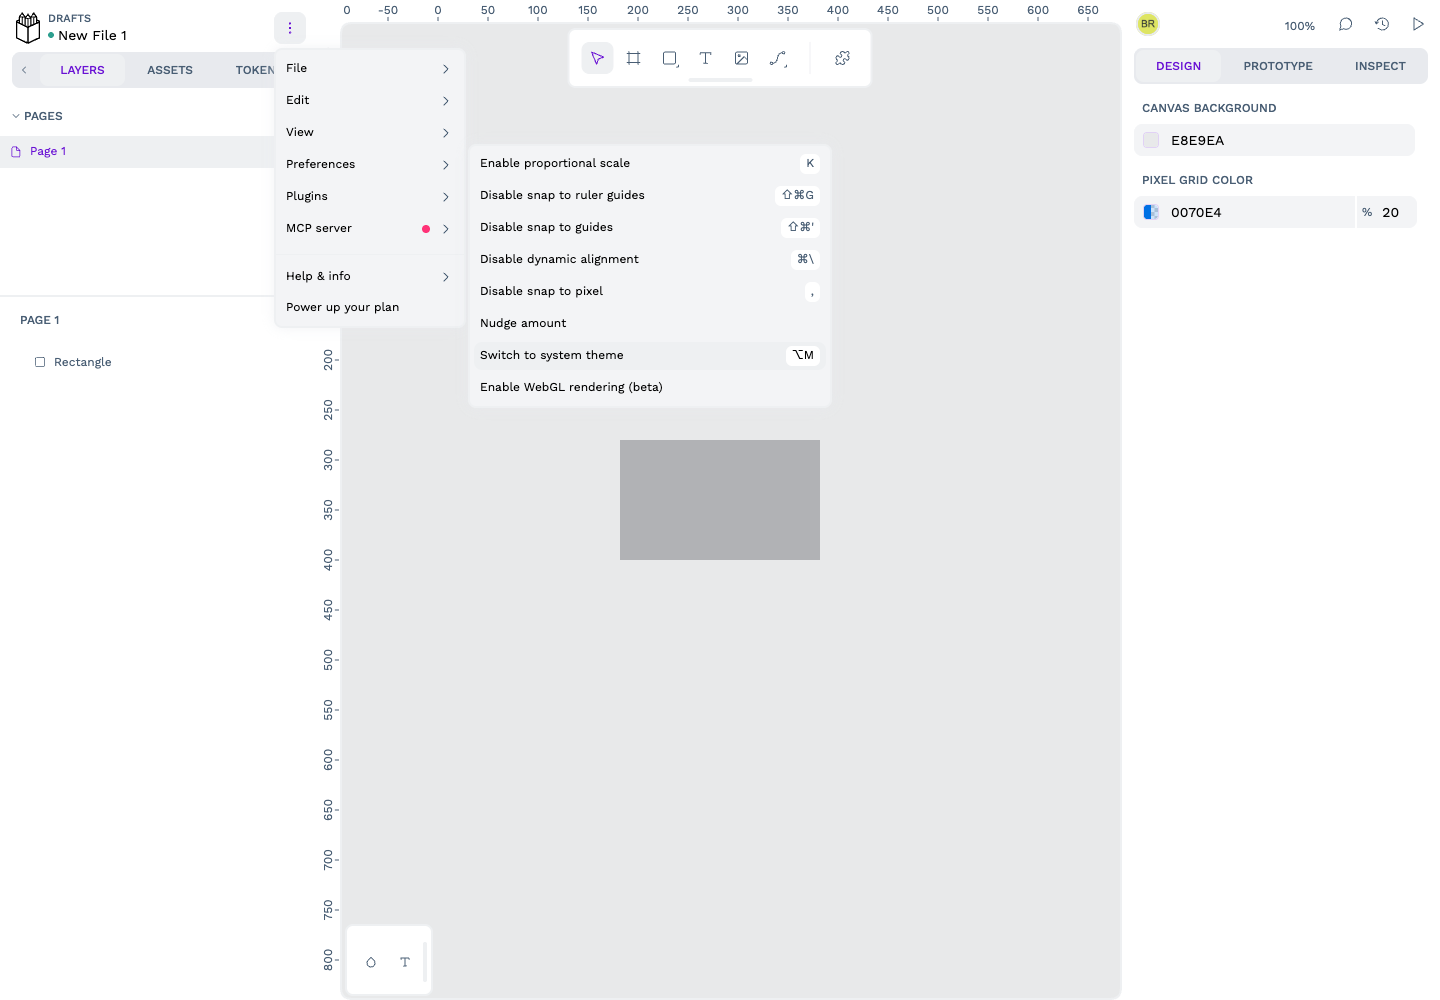 DRAFTS
New File 1
LAYERS
ASSETS
TOKEN
PAGES
Page 1
PAGE 1
Rectangle
File
Edit
View
Preferences
Plugins
MCP server
Help & info
Power up your plan
Enable proportional scale K
Disable snap to ruler guides ⇧⌘G
Disable snap to guides ⇧⌘'
Disable dynamic alignment ⌘\
Disable snap to pixel ,
Nudge amount
Switch to system theme ⌥M
Enable WebGL rendering (beta)
0 -50 0 50 100 150 200 250 300 350 400 450 500 550 600 650
200
250
300
350
400
450
500
550
600
650
700
750
800
BR
100%
DESIGN
PROTOTYPE
INSPECT
CANVAS BACKGROUND
E8E9EA
PIXEL GRID COLOR
0070E4 % 20